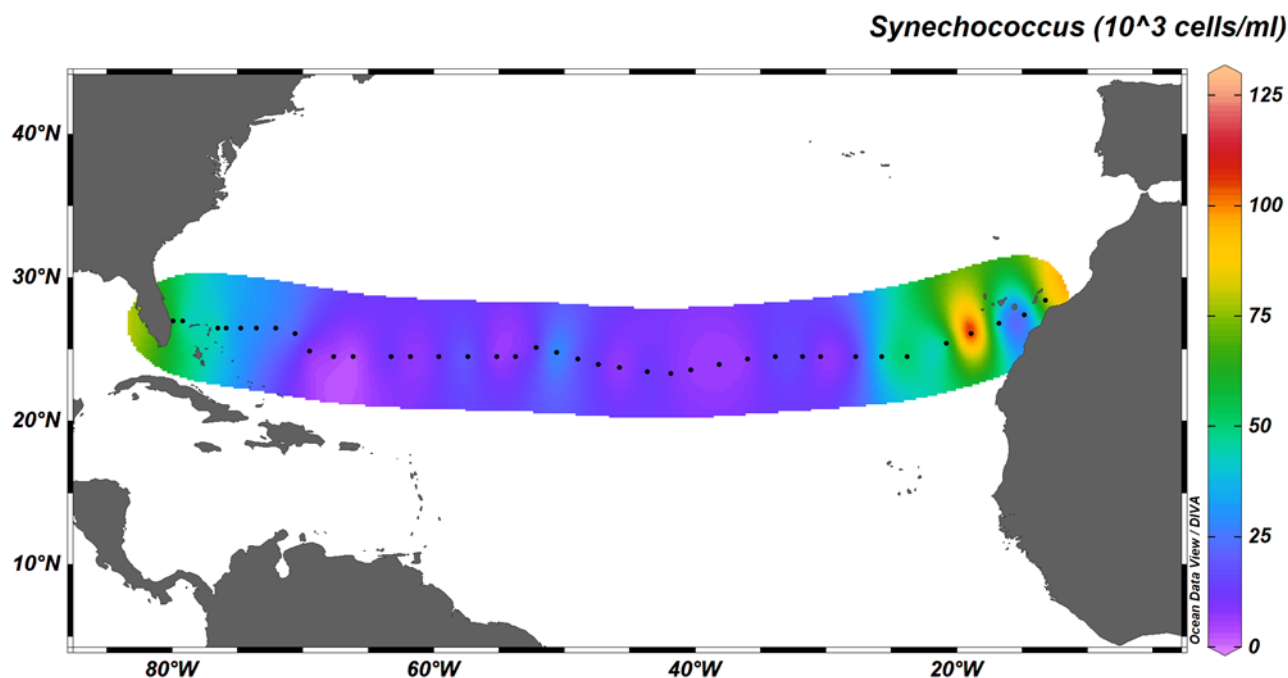 Synechococcus (10^3 cells/ml)
40°N
30°N
20°N
10°N
80°W
60°W
40°W
20°W
125
100
75
50
25
0
Ocean Data View / DIVA